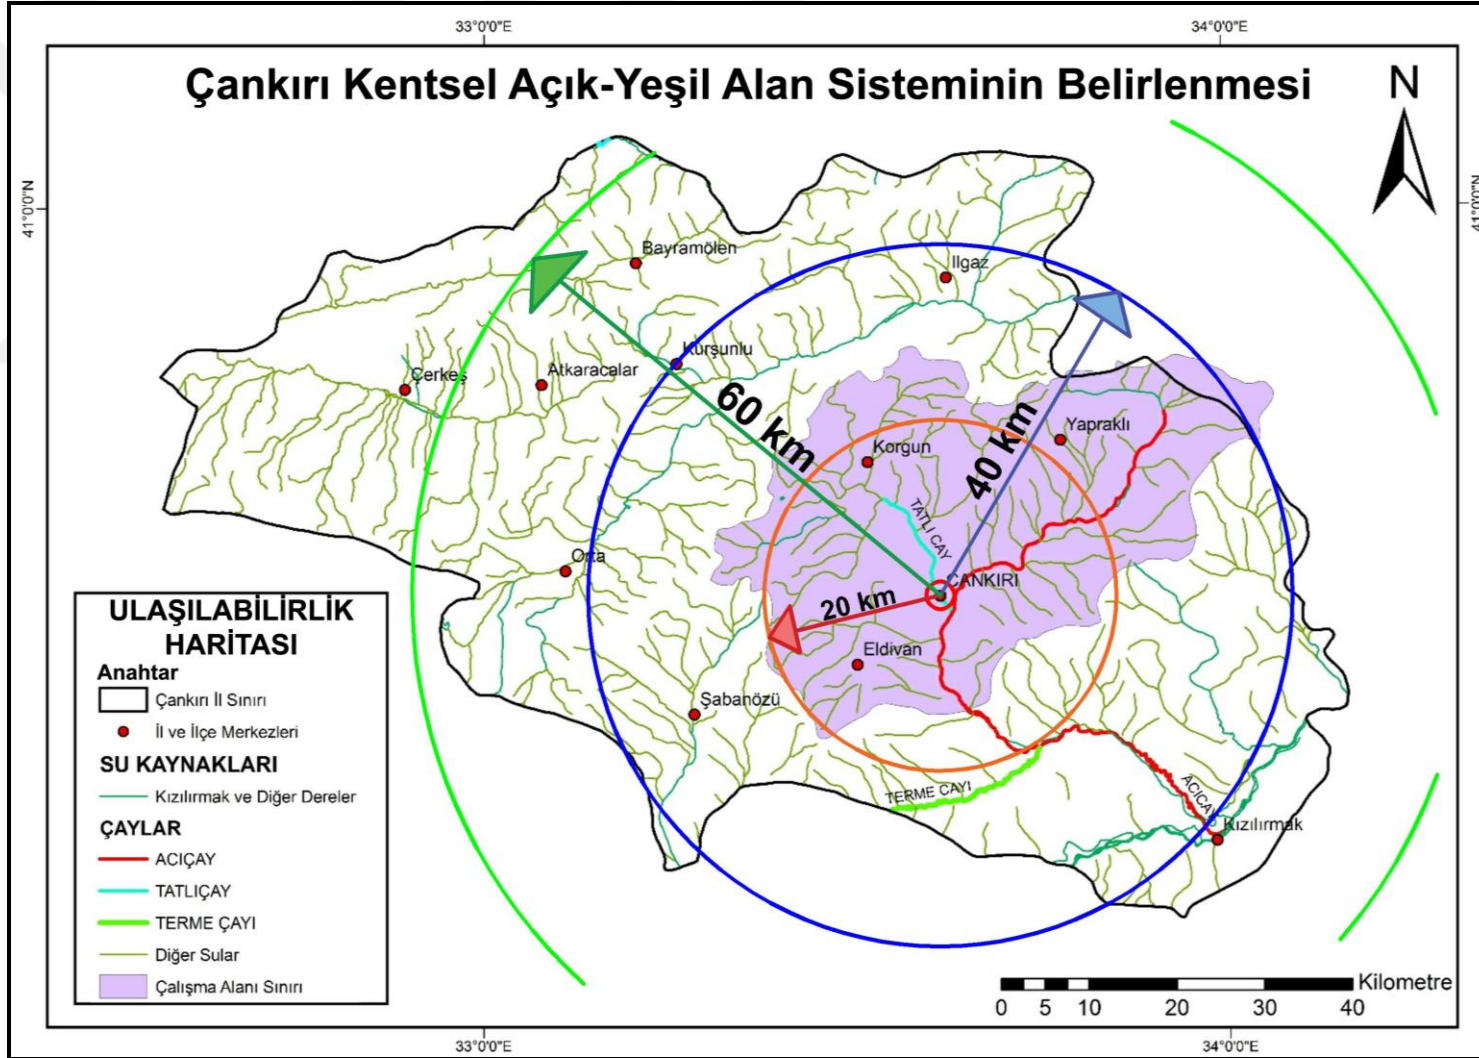 33°0'0"E
34°0'0"E
Çankırı Kentsel Açık-Yeşil Alan Sisteminin Belirlenmesi
N
41°0'0"N
41°0'0"N
Bayramölen
Ilgaz
Kurşunlu
Çerkeş
Atkaracalar
60 km
40 km
Yapraklı
Korgun
TATLI ÇAY
Orta
ÇANKIRI
20 km
Eldivan
Şabanözü
TERME ÇAYI
ACIÇAY
Kızılırmak
ULAŞILABİLİRLİK
HARİTASI
Anahtar
Çankırı İl Sınırı
İl ve İlçe Merkezleri
SU KAYNAKLARI
Kızılırmak ve Diğer Dereler
ÇAYLAR
ACIÇAY
TATLIÇAY
TERME ÇAYI
Diğer Sular
Çalışma Alanı Sınırı
Kilometre
0 5 10 20 30 40
33°0'0"E
34°0'0"E